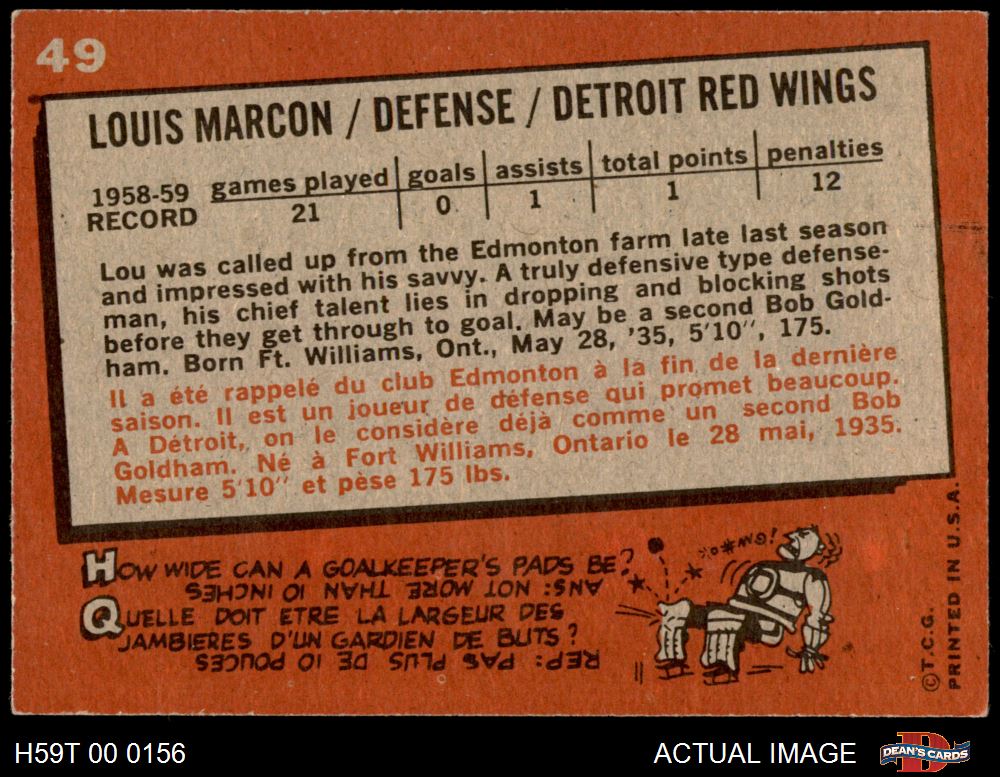 49
LOUIS MARCON / DEFENSE / DETROIT RED WINGS
1958-59 RECORD games played goals assists total points penalties
21 0 1 1 12
Lou was called up from the Edmonton farm late last season
and impressed with his savvy. A truly defensive type defense-
man, his chief talent lies in dropping and blocking shots
before they get through to goal. May be a second Bob Gold-
ham. Born Ft. Williams, Ont., May 28, '35, 5'10", 175.
Il a été rappelé du club Edmonton à la fin de la dernière
saison. Il est un joueur de défense qui promet beaucoup.
A Détroit, on le considère déjà comme un second Bob
Goldham. Né à Fort Williams, Ontario le 28 mai, 1935.
Mesure 5'10" et pèse 175 lbs.
HOW WIDE CAN A GOALKEEPER'S PADS BE?
ANS: NOT MORE THAN 10 INCHES
QUELLE DOIT ETRE LA LARGEUR DES
JAMBIERES D'UN GARDIEN DE BUTS?
REP: PAS PLUS DE 10 POUCES
©T.C.G.
PRINTED IN U.S.A.
H59T 00 0156
ACTUAL IMAGE
DEAN'S CARDS